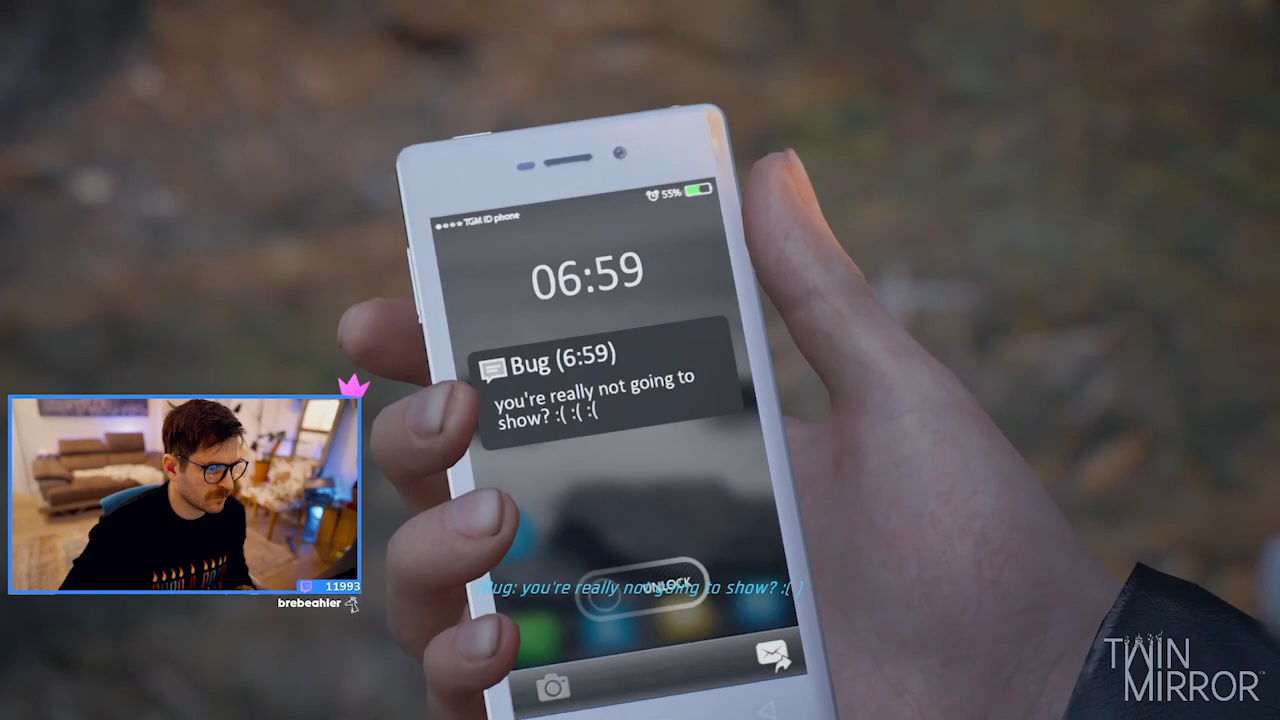 TGM ID phone
55%
06:59
Bug (6:59)
you're really not going to
show? :( :( :(
UNLOCK
Bug: you're really not going to show? :( )
11993
brebeahler
TWIN
MIRROR